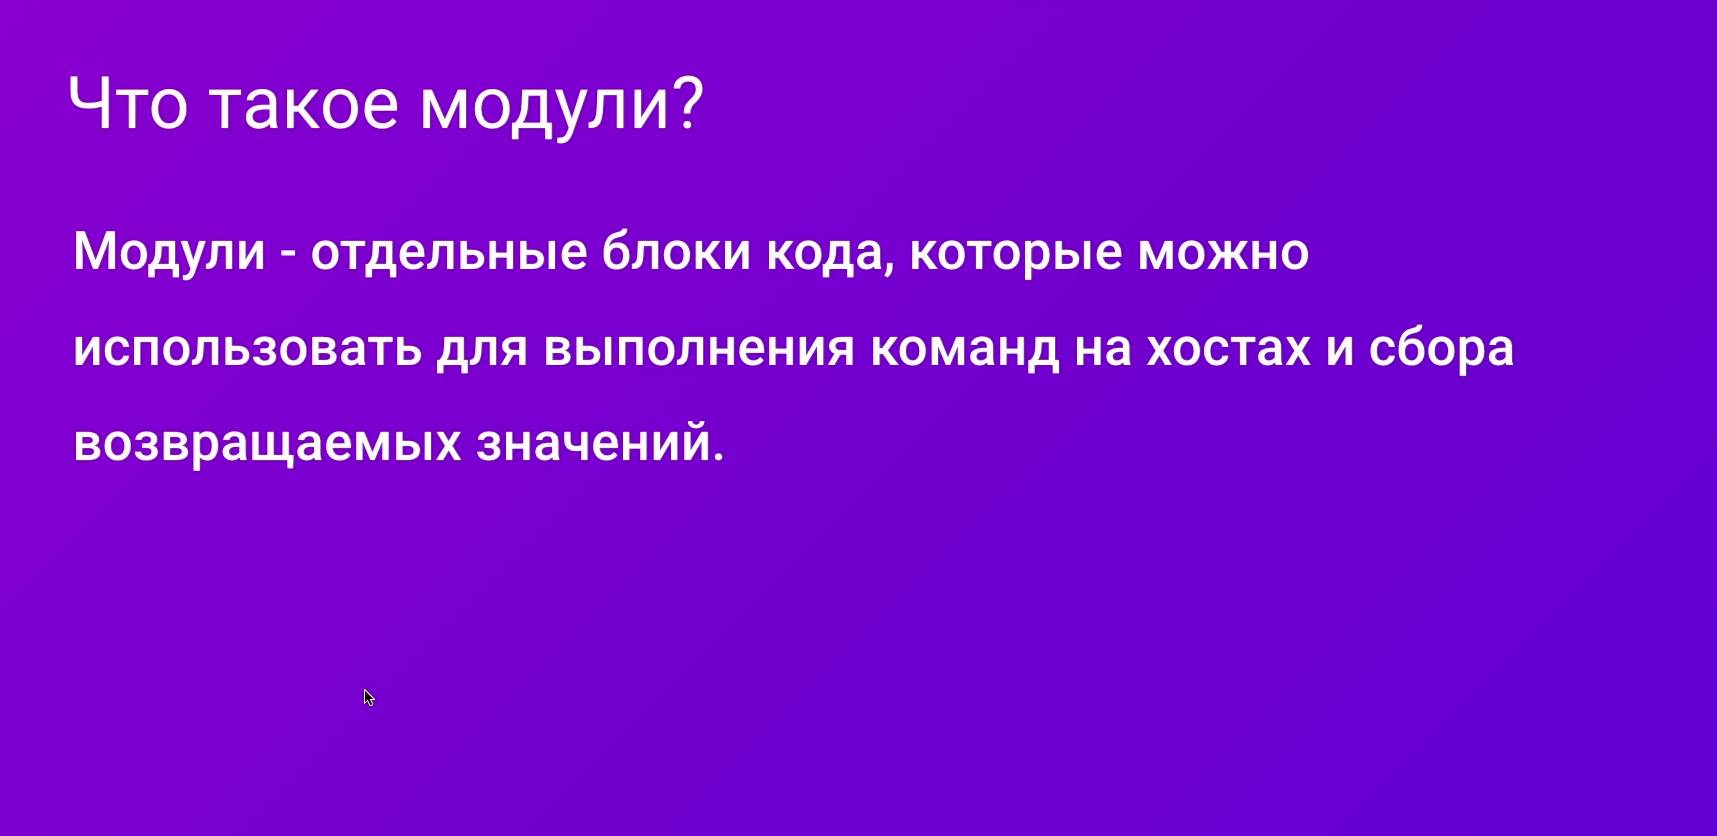 Что такое модули?
Модули - отдельные блоки кода, которые можно
использовать для выполнения команд на хостах и сбора
возвращаемых значений.